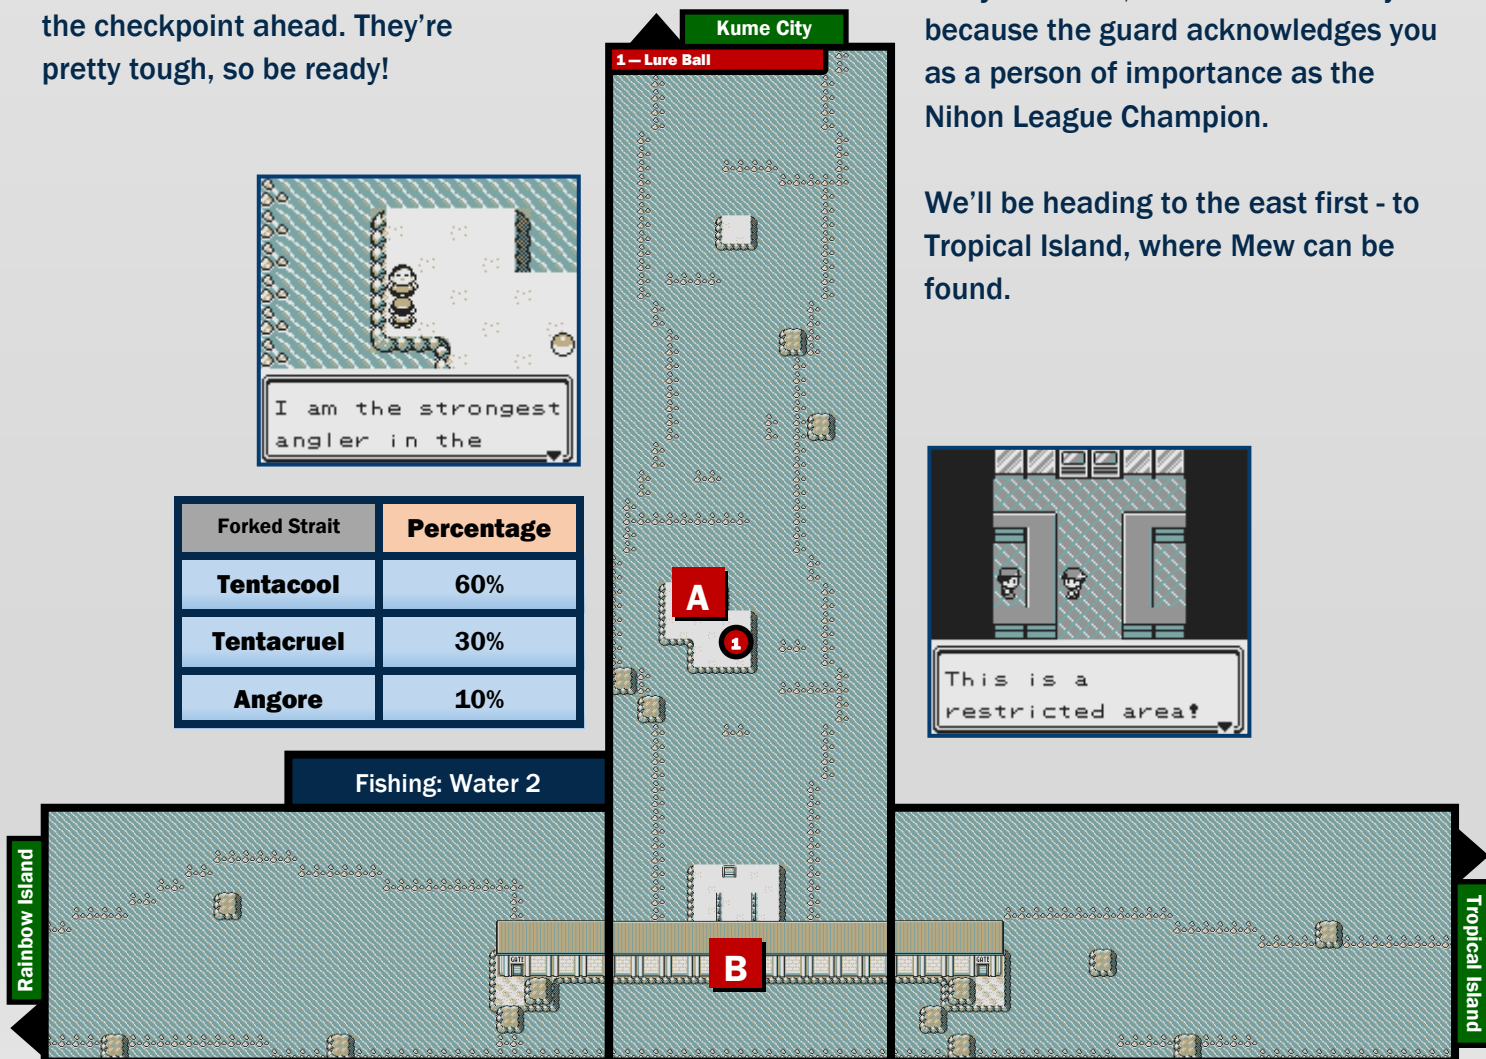 the checkpoint ahead. They're
pretty tough, so be ready!
I am the strongest
angler in the
Forked Strait Percentage
Tentacool 60%
Tentacruel 30%
Angore 10%
Fishing: Water 2
Kume City
1 — Lure Ball
A
1
B
GATE
GATE
Rainbow Island
Tropical Island
because the guard acknowledges you
as a person of importance as the
Nihon League Champion.
We'll be heading to the east first - to
Tropical Island, where Mew can be
found.
This is a
restricted area!